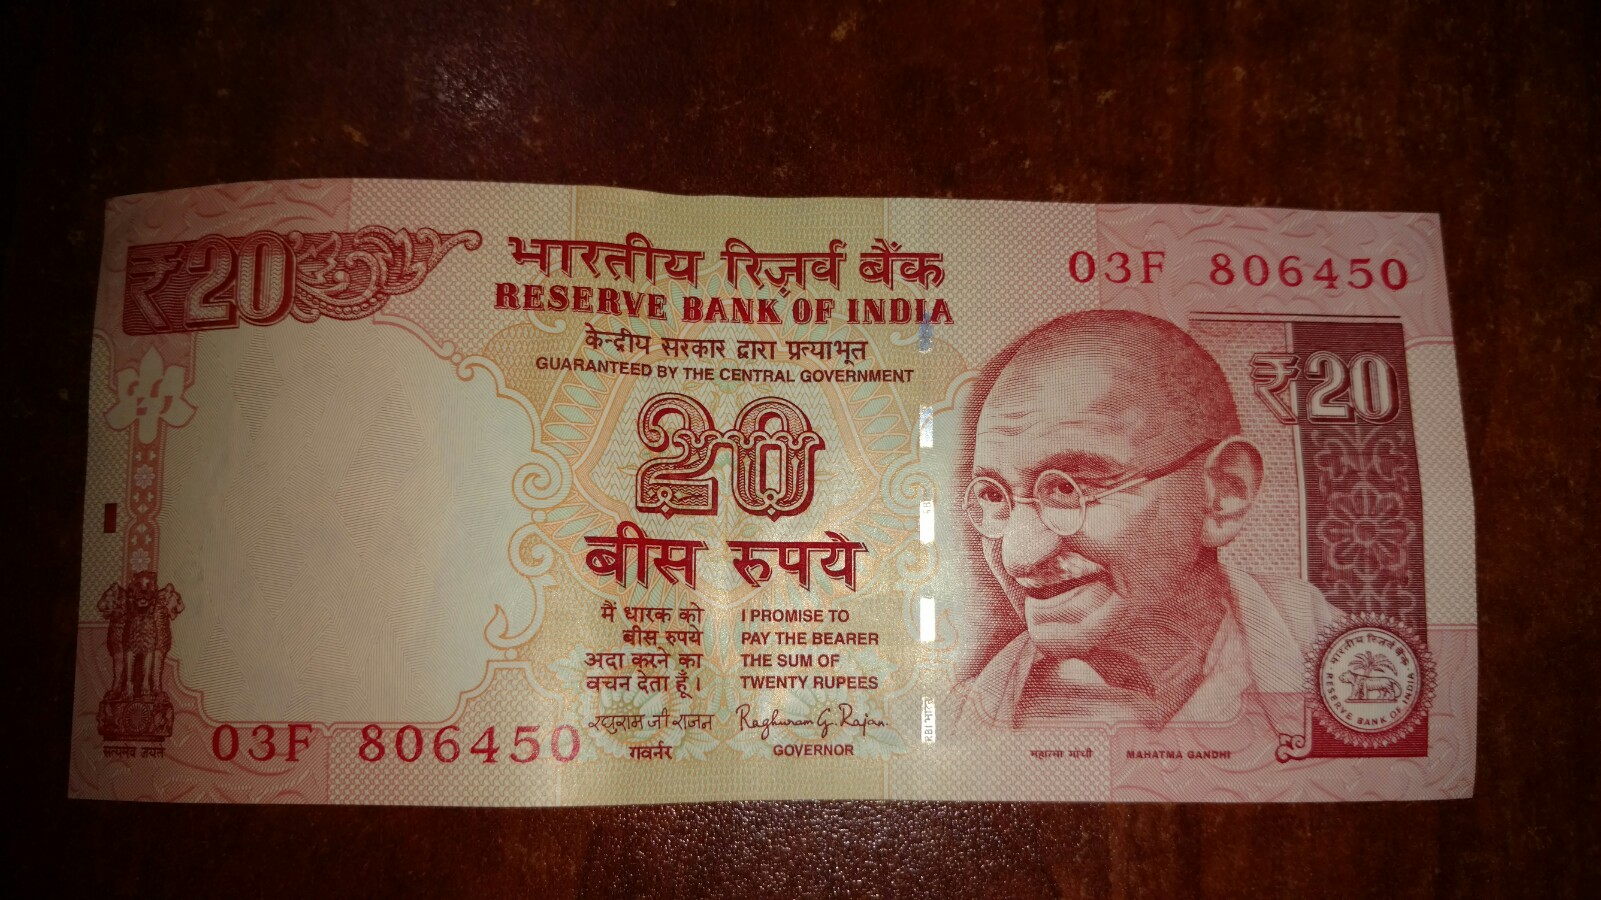 ₹20
भारतीय रिज़र्व बैंक
RESERVE BANK OF INDIA
केन्द्रीय सरकार द्वारा प्रत्याभूत
GUARANTEED BY THE CENTRAL GOVERNMENT
03F 806450
20
बीस रुपये
₹20
मैं धारक को
बीस रुपये
अदा करने का
वचन देता हूँ।
I PROMISE TO
PAY THE BEARER
THE SUM OF
TWENTY RUPEES
रघुराम जी राजन
गवर्नर
Raghuram G. Rajan.
GOVERNOR
RBI भारत
सत्यमेव जयते
03F 806450
महात्मा गांधी
MAHATMA GANDHI
भारतीय रिज़र्व बैंक
RESERVE BANK OF INDIA